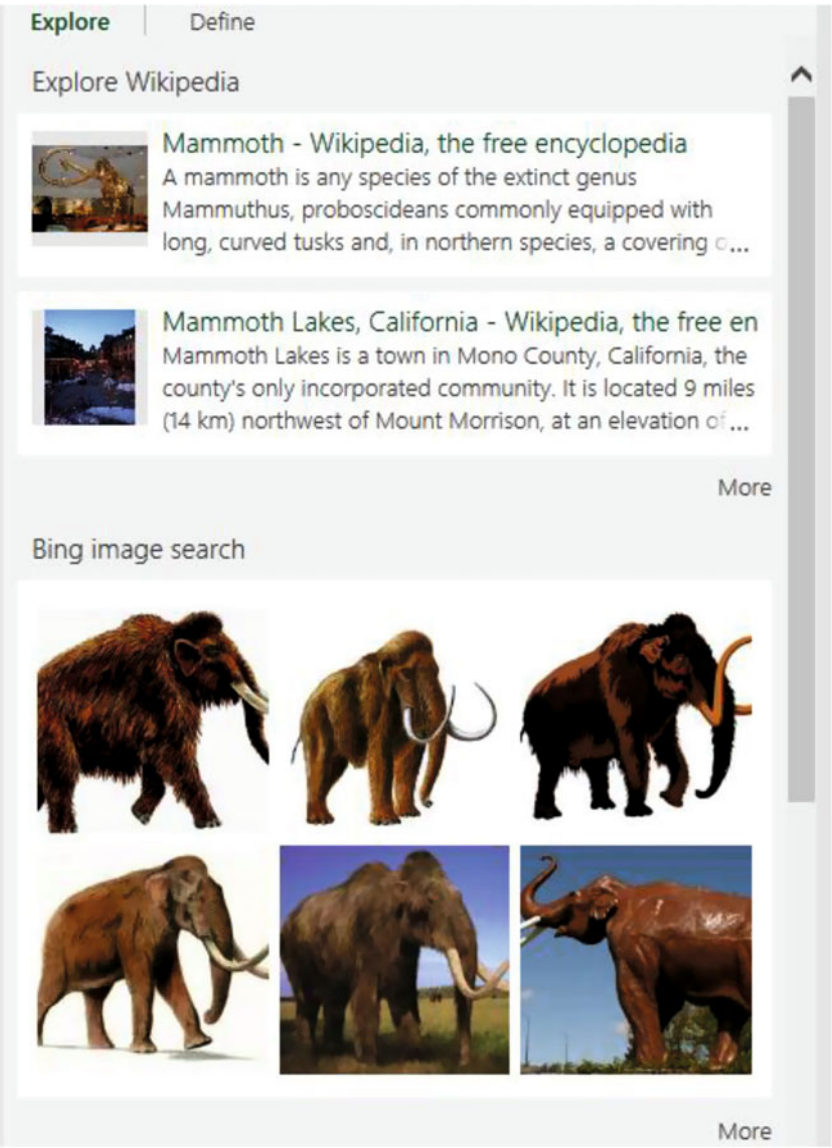 Explore Define
Explore Wikipedia
Mammoth - Wikipedia, the free encyclopedia
A mammoth is any species of the extinct genus
Mammuthus, proboscideans commonly equipped with
long, curved tusks and, in northern species, a covering o...
Mammoth Lakes, California - Wikipedia, the free en
Mammoth Lakes is a town in Mono County, California, the
county's only incorporated community. It is located 9 miles
(14 km) northwest of Mount Morrison, at an elevation of...
More
Bing image search
More